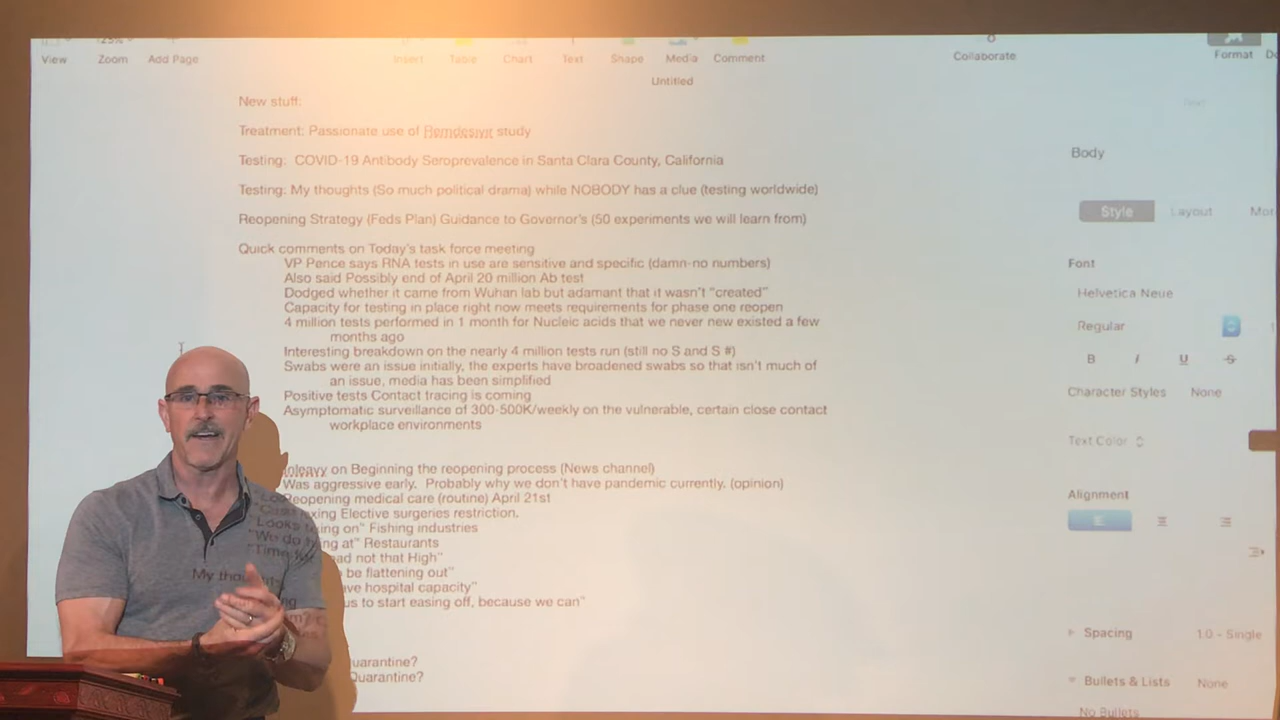 125%
View Zoom Add Page Insert Table Chart Text Shape Media Comment Collaborate Format
Untitled
New stuff:
Treatment: Passionate use of Remdesivir study
Testing: COVID-19 Antibody Seroprevalence in Santa Clara County, California
Testing: My thoughts (So much political drama) while NOBODY has a clue (testing worldwide)
Reopening Strategy (Feds Plan) Guidance to Governor's (50 experiments we will learn from)
Quick comments on Today's task force meeting
VP Pence says RNA tests in use are sensitive and specific (damn-no numbers)
Also said Possibly end of April 20 million Ab test
Dodged whether it came from Wuhan lab but adamant that it wasn't "created"
Capacity for testing in place right now meets requirements for phase one reopen
4 million tests performed in 1 month for Nucleic acids that we never new existed a few
months ago
Interesting breakdown on the nearly 4 million tests run (still no S and S #)
Swabs were an issue initially, the experts have broadened swabs so that isn't much of
an issue, media has been simplified
Positive tests Contact tracing is coming
Asymptomatic surveillance of 300-500K/weekly on the vulnerable, certain close contact
workplace environments
on Beginning the reopening process (News channel)
Was aggressive early. Probably why we don't have pandemic currently. (opinion)
Reopening medical care (routine) April 21st
Elective surgeries restriction.
"Looking on" Fishing industries
"We do at" Restaurants
"Time not that High"
be flattening out"
hospital capacity"
My us to start easing off, because we can"
Quarantine?
Body
Style Layout
Font
Helvetica Neue
Regular
B I U S
Character Styles None
Text Color
Alignment
Spacing 1.0 - Single
Bullets & Lists None
No Bullets